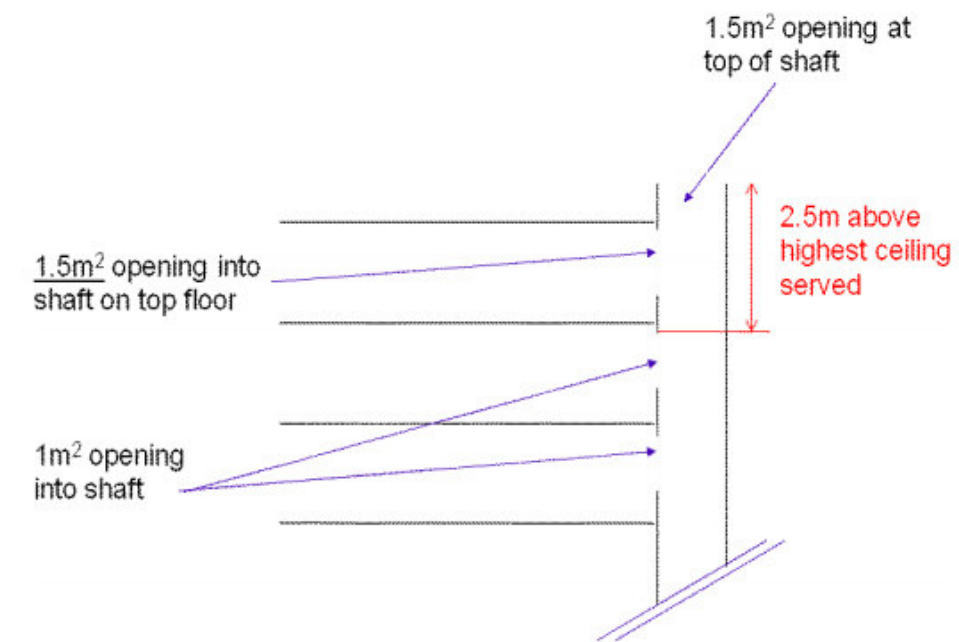 1.5m² opening at
top of shaft
2.5m above
highest ceiling
served
1.5m² opening into
shaft on top floor
1m² opening
into shaft